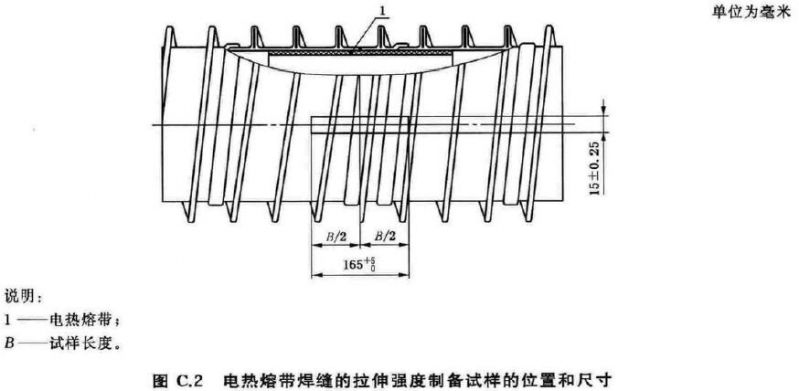 单位为毫米
1
15±0.25
B/2 B/2
165+5 0
说明：
1——电热熔带；
B——试样长度。
图 C.2 电热熔带焊缝的拉伸强度制备试样的位置和尺寸